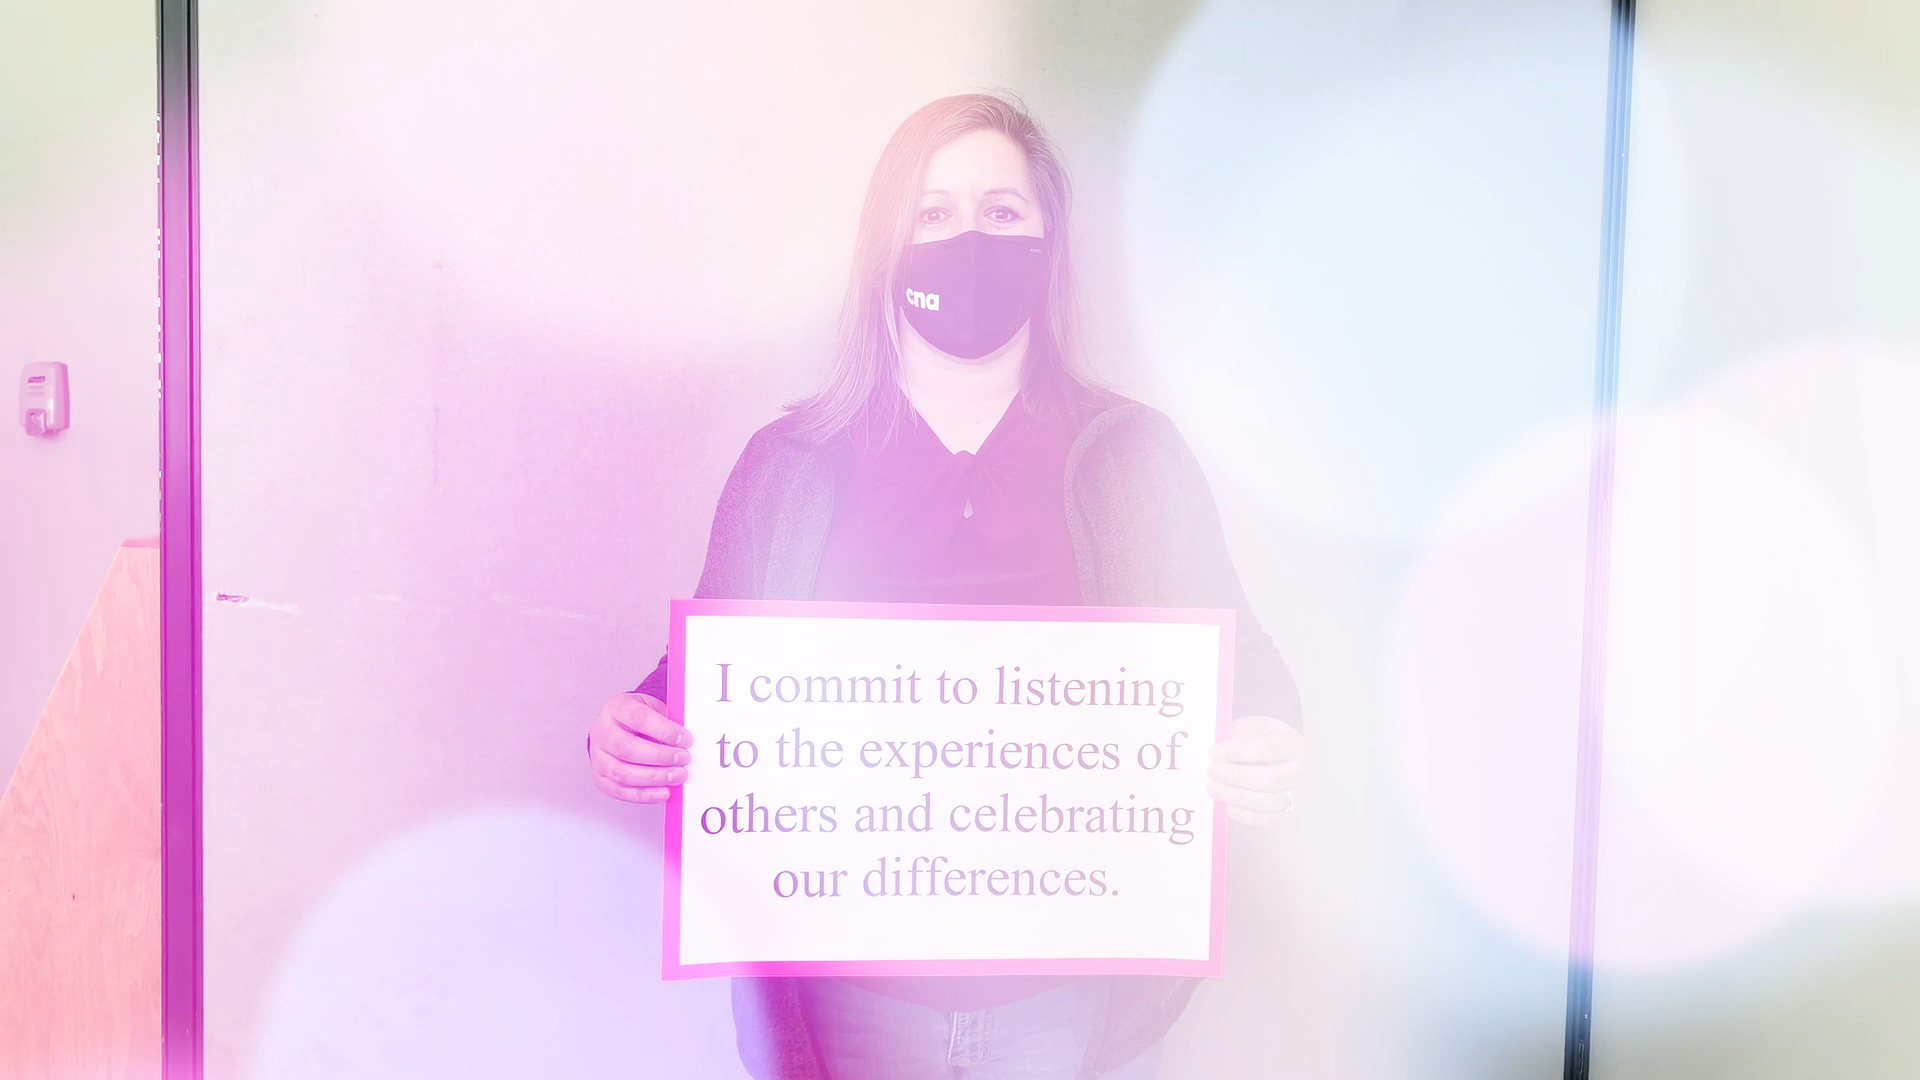 cna
I commit to listening
to the experiences of
others and celebrating
our differences.